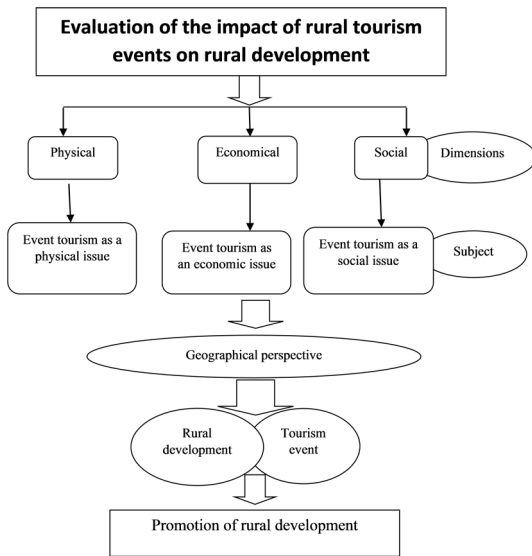 Evaluation of the impact of rural tourism
events on rural development
Physical
Economical
Social
Dimensions
Event tourism as a
physical issue
Event tourism as
an economic issue
Event tourism as a
social issue
Subject
Geographical perspective
Rural
development
Tourism
event
Promotion of rural development